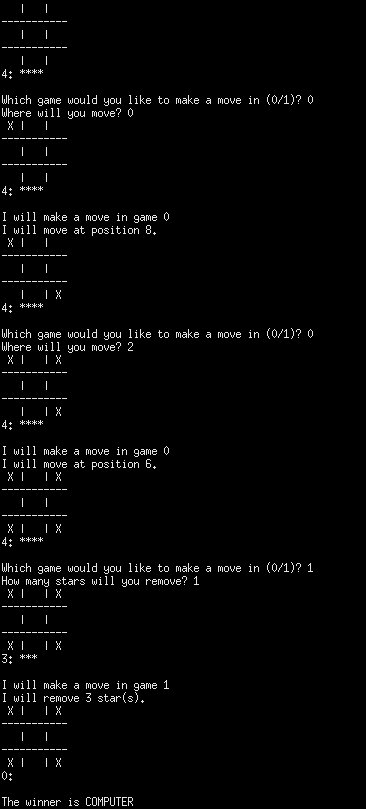 |   |
-----------
   |   |
-----------
   |   |
4: ****

Which game would you like to make a move in (0/1)? 0
Where will you move? 0
 X |   |
-----------
   |   |
-----------
   |   |
4: ****

I will make a move in game 0
I will move at position 8.
 X |   |
-----------
   |   |
-----------
   |   | X
4: ****

Which game would you like to make a move in (0/1)? 0
Where will you move? 2
 X |   | X
-----------
   |   |
-----------
   |   | X
4: ****

I will make a move in game 0
I will move at position 6.
 X |   | X
-----------
   |   |
-----------
 X |   | X
4: ****

Which game would you like to make a move in (0/1)? 1
How many stars will you remove? 1
 X |   | X
-----------
   |   |
-----------
 X |   | X
3: ***

I will make a move in game 1
I will remove 3 star(s).
 X |   | X
-----------
   |   |
-----------
 X |   | X
0:

The winner is COMPUTER